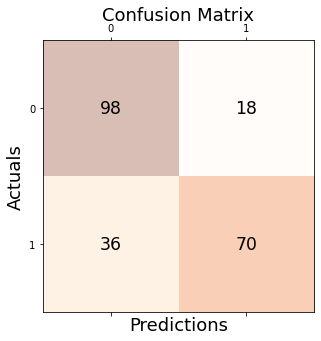 Confusion Matrix
0 1
0 98 18
Actuals
1 36 70
Predictions